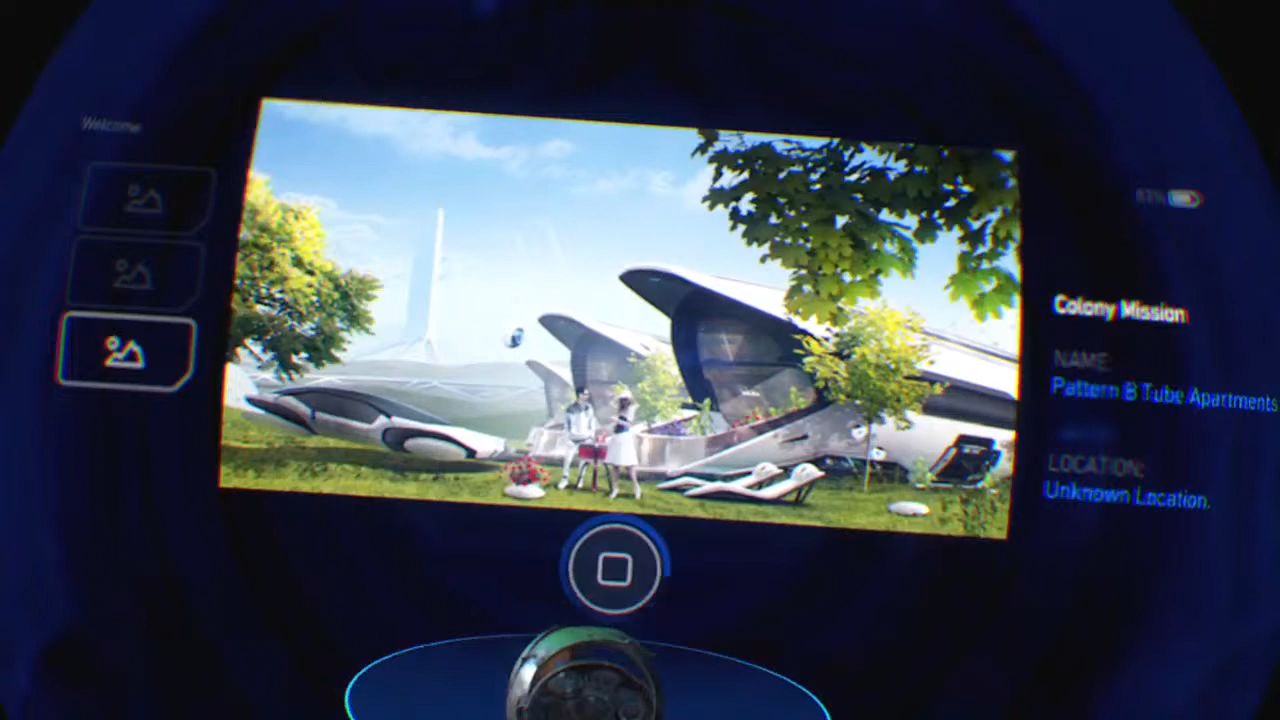 Welcome
Colony Mission
NAME:
Pattern B Tube Apartments
LOCATION:
Unknown Location.